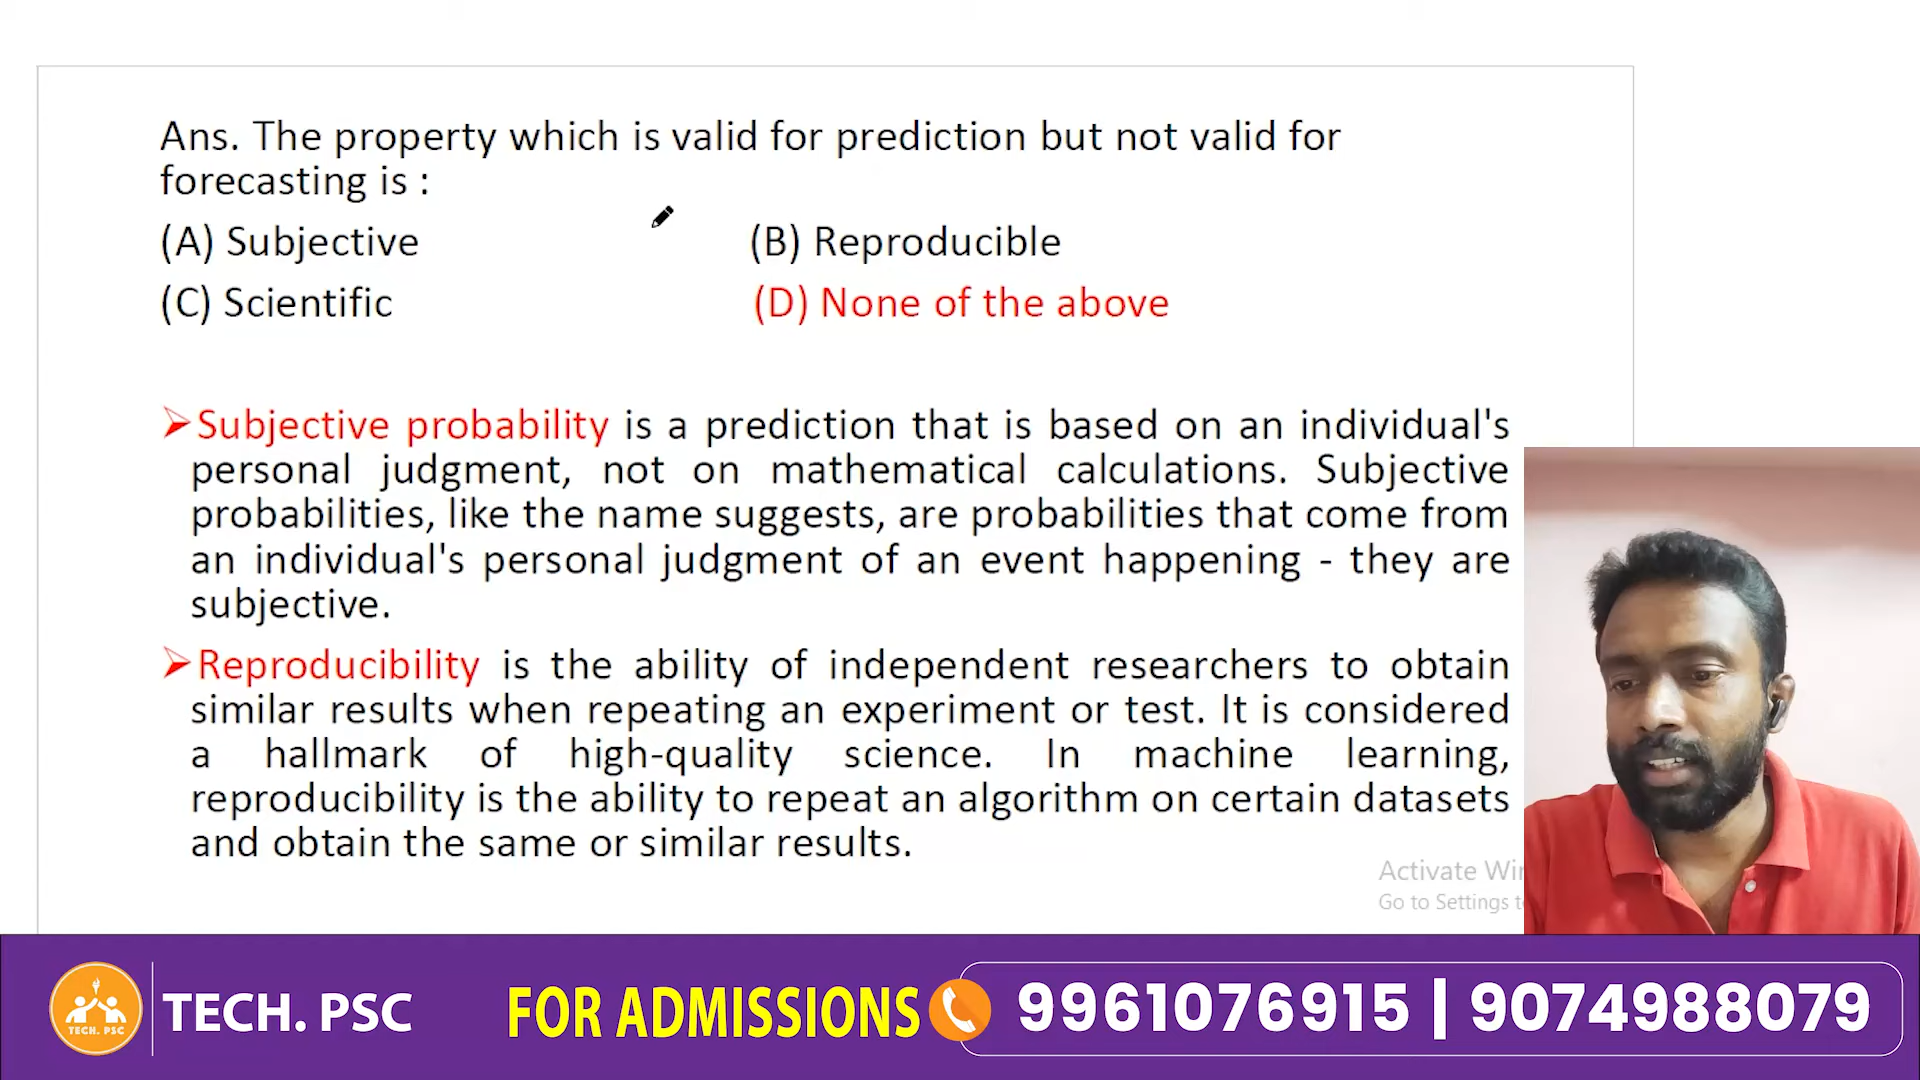 Ans. The property which is valid for prediction but not valid for
forecasting is :
(A) Subjective (B) Reproducible
(C) Scientific (D) None of the above
Subjective probability is a prediction that is based on an individual's
personal judgment, not on mathematical calculations. Subjective
probabilities, like the name suggests, are probabilities that come from
an individual's personal judgment of an event happening - they are
subjective.
Reproducibility is the ability of independent researchers to obtain
similar results when repeating an experiment or test. It is considered
a hallmark of high-quality science. In machine learning,
reproducibility is the ability to repeat an algorithm on certain datasets
and obtain the same or similar results.
Activate
Go to Settings
TECH. PSC
TECH. PSC FOR ADMISSIONS 9961076915 | 9074988079